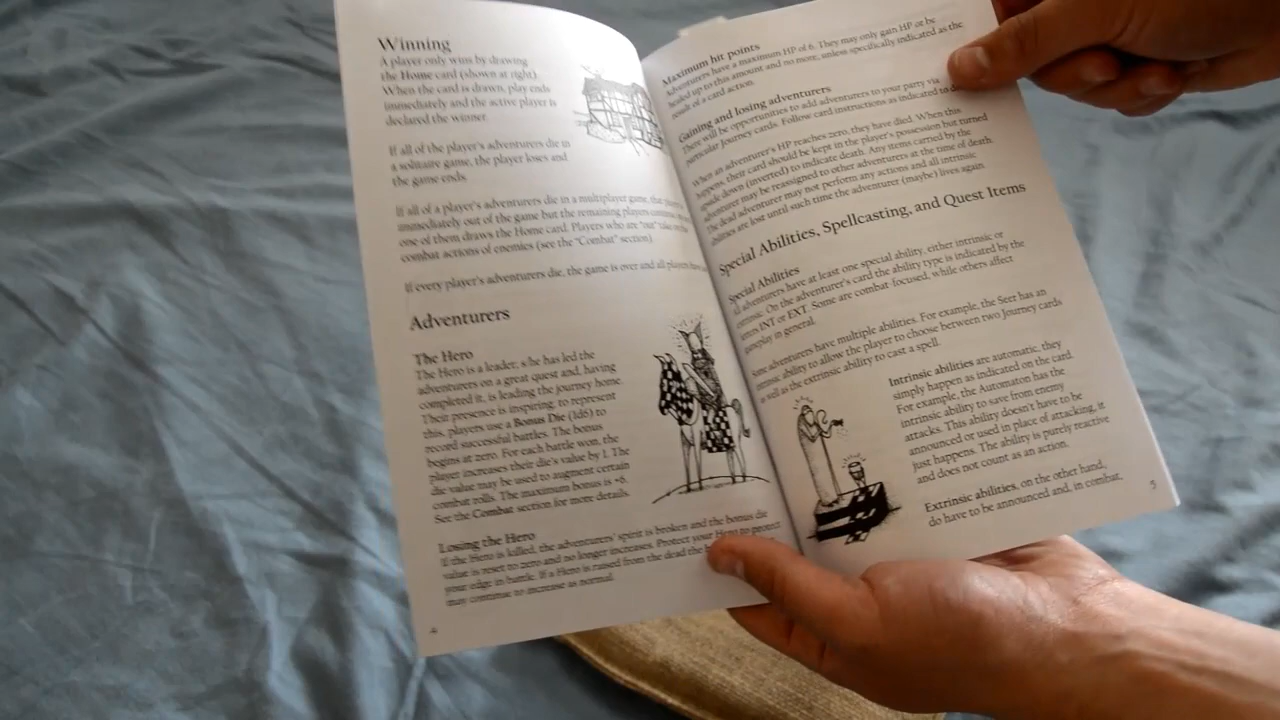 Winning
A player only wins by drawing
the Home card (shown at right).
When the card is drawn, play ends
immediately and the active player is
declared the winner.
If all of the player's adventurers die in
a solitaire game, the player loses and
the game ends.
If all of a player's adventurers die in a multiplayer game, the
immediately out of the game but the remaining players
one of them draws the Home card. Players who are "out" take on the
combat actions of enemies (see the "Combat" section).
If every player's adventurers die, the game is over and all players
Adventurers
The Hero
The Hero is a leader; s/he has led the
adventurers on a great quest and, having
completed it, is leading the journey home.
Their presence is inspiring; to represent
this, players use a Bonus Die (1d6) to
record successful battles. The bonus
begins at zero. For each battle won, the
player increases their die's value by 1. The
die value may be used to augment certain
combat rolls. The maximum bonus is +6.
See the Combat section for more details.
Losing the Hero
If the Hero is killed, the adventurers' spirit is broken and the bonus die
value is reset to zero and no longer increases. Protect your Hero to protect
your edge in battle. If a Hero is raised from the dead the
may continue to increase as normal.
4
Maximum hit points
Adventurers have a maximum HP of 6. They may only gain HP or be
healed up to this amount and no more, unless specifically indicated as the
result of a card action.
Gaining and losing adventurers
There will be opportunities to add adventurers to your party via
particular Journey cards. Follow card instructions as indicated to
When an adventurer's HP reaches zero, they have died. When this
happens, their card should be kept in the player's possession but turned
upside down (inverted) to indicate death. Any items carried by the
adventurer may be reassigned to other adventurers at the time of death.
The dead adventurer may not perform any actions and all intrinsic
abilities are lost until such time the adventurer (maybe) lives again.
Special Abilities, Spellcasting, and Quest Items
Special Abilities
All adventurers have at least one special ability, either intrinsic or
extrinsic. On the adventurer's card the ability type is indicated by the
letters INT or EXT. Some are combat-focused, while others affect
gameplay in general.
Some adventurers have multiple abilities. For example, the Seer has an
intrinsic ability to allow the player to choose between two Journey cards
as well as the extrinsic ability to cast a spell.
Intrinsic abilities are automatic, they
simply happen as indicated on the card.
For example, the Automaton has the
intrinsic ability to save from enemy
attacks. This ability doesn't have to be
announced or used in place of attacking, it
just happens. The ability is purely reactive
and does not count as an action.
Extrinsic abilities, on the other hand,
do have to be announced and, in combat,
5